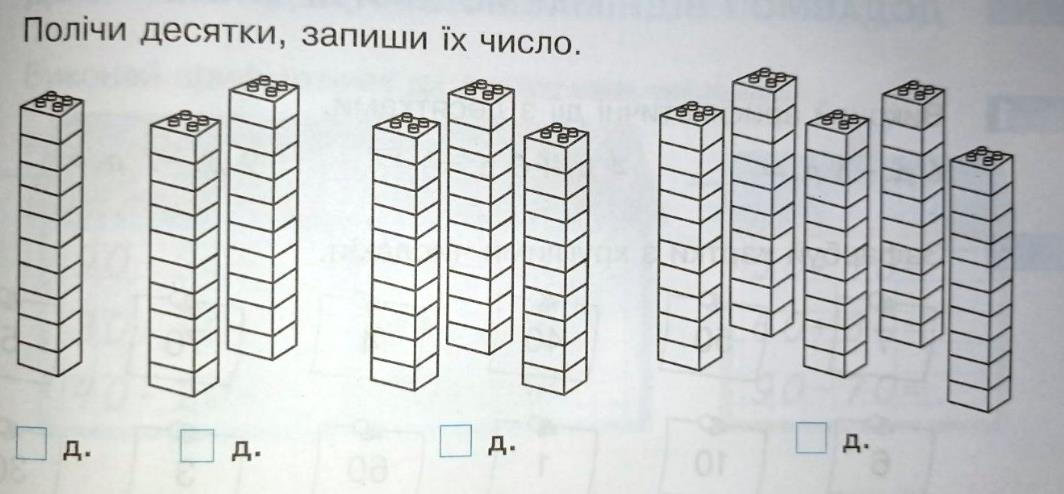 Полічи десятки, запиши їх число.
д. д. д. д.